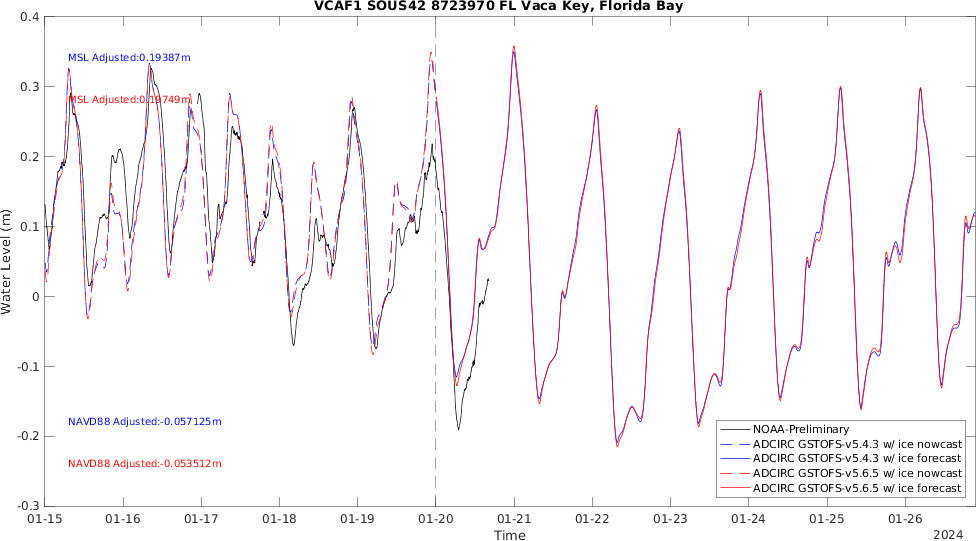 VCAF1 SOUS42 8723970 FL Vaca Key, Florida Bay
0.4
0.3
0.2
0.1
0
-0.1
-0.2
-0.3
Water Level (m)
MSL Adjusted:0.19387m
MSL Adjusted:0.19749m
NAVD88 Adjusted:-0.057125m
NAVD88 Adjusted:-0.053512m
NOAA-Preliminary
ADCIRC GSTOFS-v5.4.3 w/ ice nowcast
ADCIRC GSTOFS-v5.4.3 w/ ice forecast
ADCIRC GSTOFS-v5.6.5 w/ ice nowcast
ADCIRC GSTOFS-v5.6.5 w/ ice forecast
01-15 01-16 01-17 01-18 01-19 01-20 01-21 01-22 01-23 01-24 01-25 01-26
Time
2024